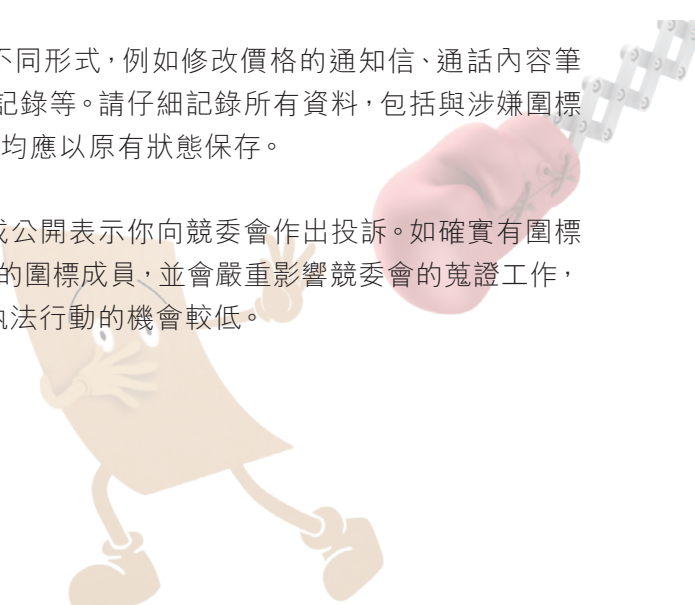 不同形式，例如修改價格的通知信、通話內容筆
記錄等。請仔細記錄所有資料，包括與涉嫌圍標
均應以原有狀態保存。
或公開表示你向競委會作出投訴。如確實有圍標
的圍標成員，並會嚴重影響競委會的蒐證工作，
執法行動的機會較低。